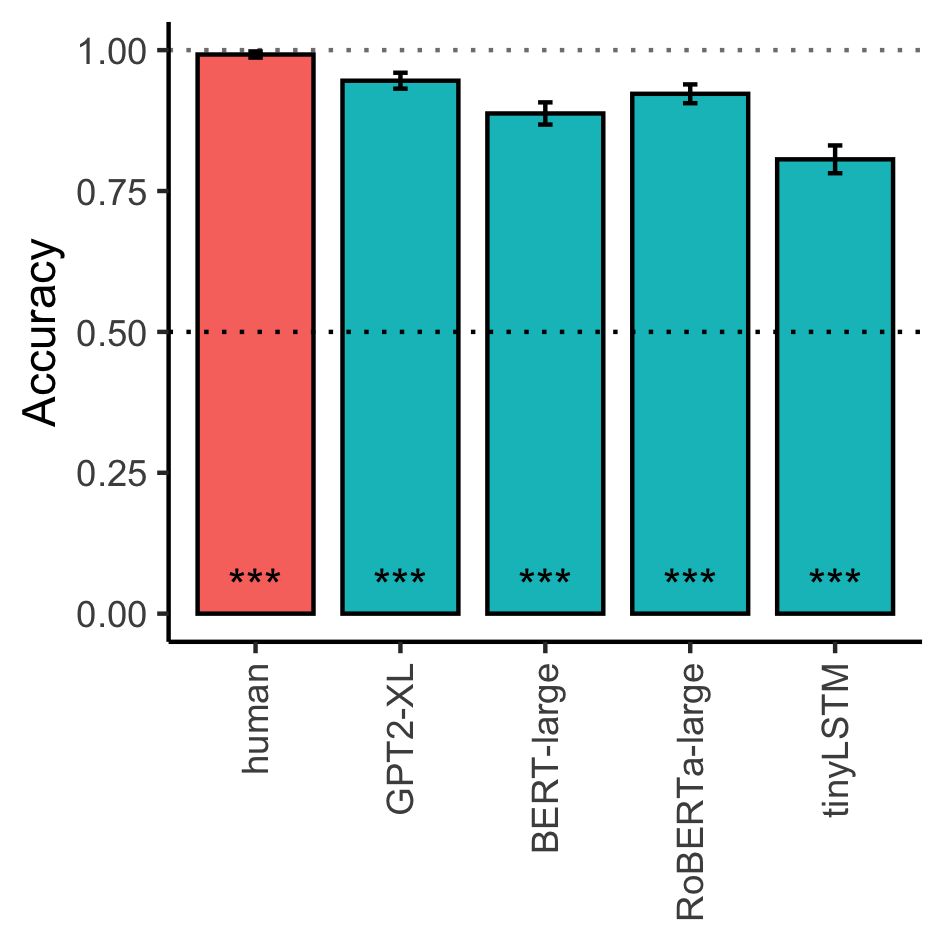 Accuracy
1.00
0.75
0.50
0.25
0.00
*** *** *** *** ***
human
GPT2-XL
BERT-large
RoBERTa-large
tinyLSTM